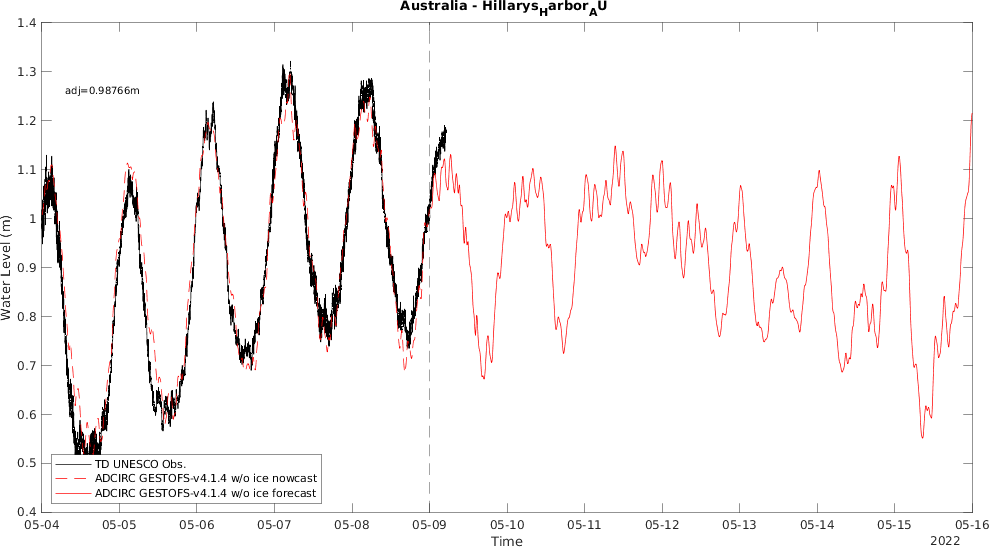 Australia - HillarysHarborAU
1.4
1.3
adj=0.98766m
1.2
1.1
1
0.9
0.8
0.7
0.6
0.5
0.4
Water Level (m)
TD UNESCO Obs.
ADCIRC GESTOFS-v4.1.4 w/o ice nowcast
ADCIRC GESTOFS-v4.1.4 w/o ice forecast
05-04 05-05 05-06 05-07 05-08 05-09 05-10 05-11 05-12 05-13 05-14 05-15 05-16
Time
2022